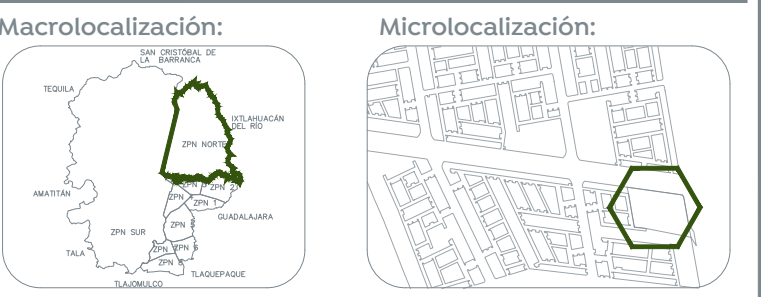 Macrolocalización:
Microlocalización:
SAN CRISTÓBAL DE
LA BARRANCA
TEQUILA
IXTLAHUACÁN
DEL RÍO
ZPN NORTE
ZPN 2
AMATITÁN
ZPN 1
GUADALAJARA
ZPN SUR
ZPN
TALA
ZPN
ZPN 6
ZPN 8
TLAQUEPAQUE
TLAJOMULCO